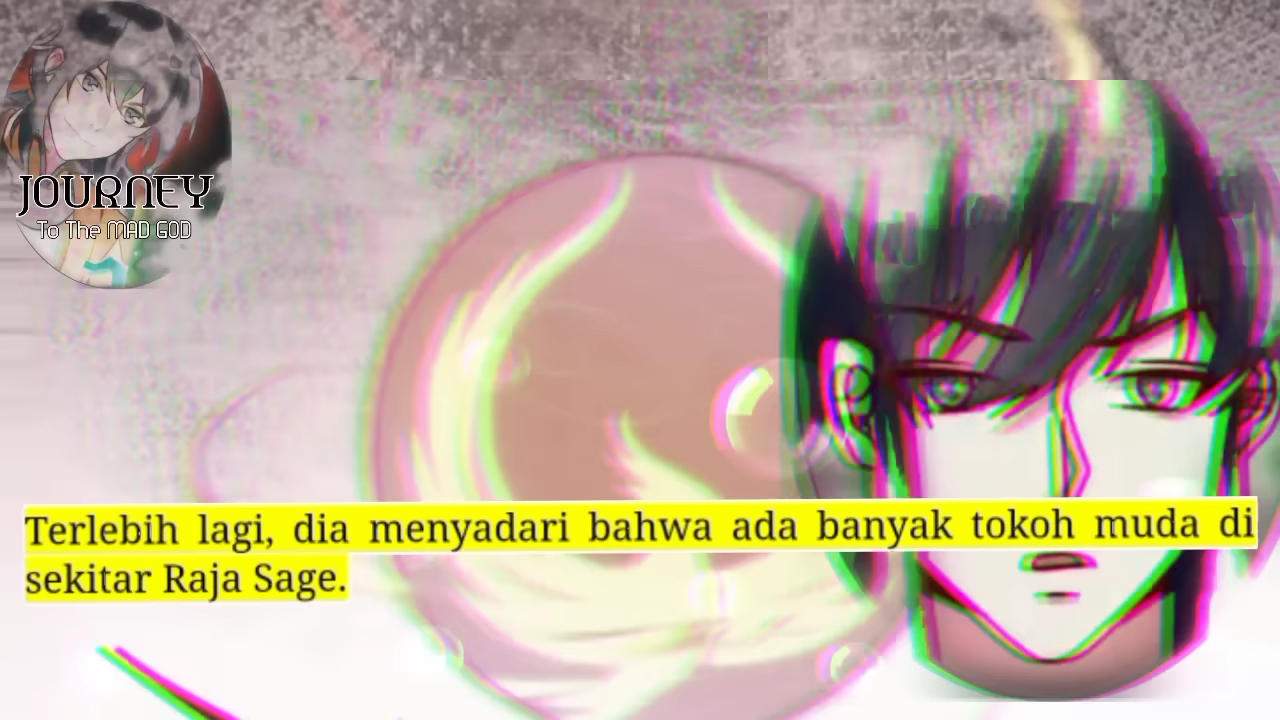 JOURNEY
To The MAD GOD
Terlebih lagi, dia menyadari bahwa ada banyak tokoh muda di
sekitar Raja Sage.